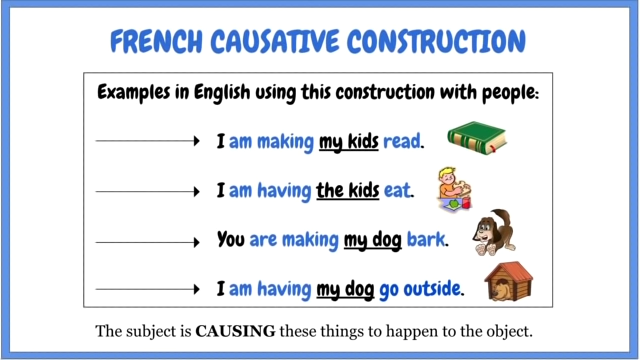 FRENCH CAUSATIVE CONSTRUCTION
Examples in English using this construction with people:
I am making my kids read.
I am having the kids eat.
You are making my dog bark.
I am having my dog go outside.
The subject is CAUSING these things to happen to the object.